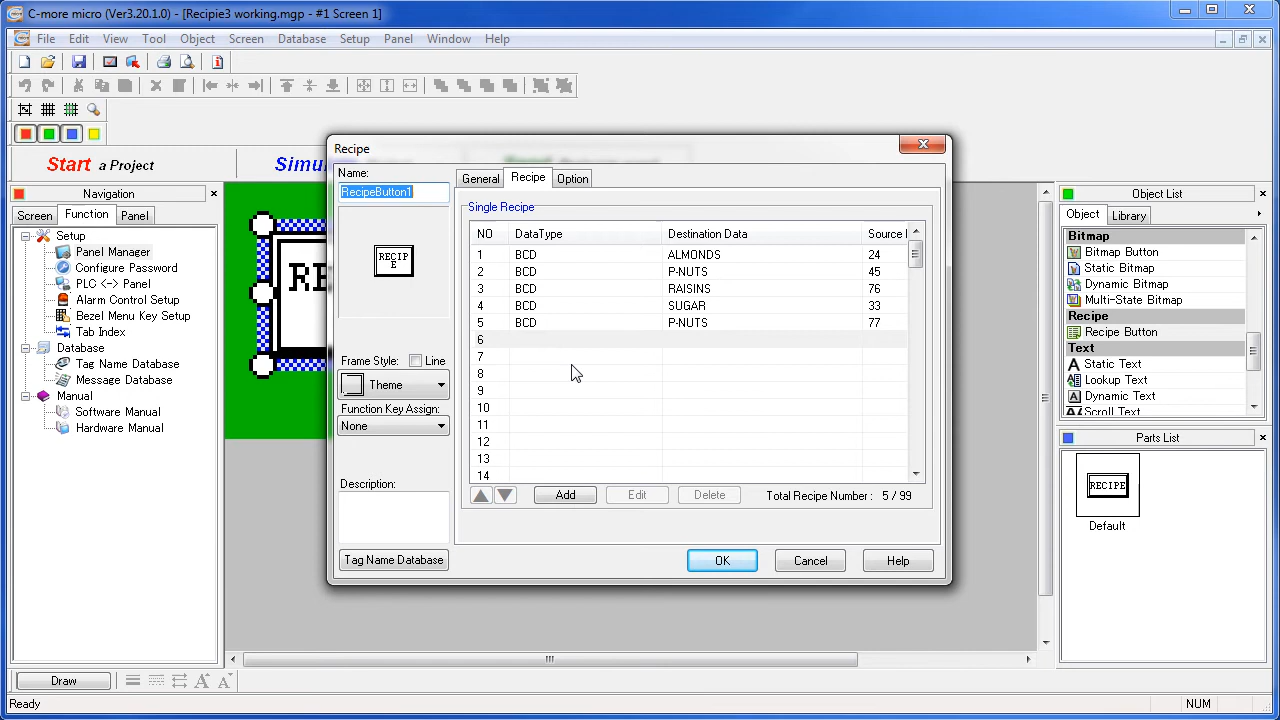 C-more micro (Ver3.20.1.0) - [Recipie3 working.mgp - #1 Screen 1]
File Edit View Tool Object Screen Database Setup Panel Window Help
Start a Project
Navigation
Screen Function Panel
Setup
Panel Manager
Configure Password
PLC <-> Panel
Alarm Control Setup
Bezel Menu Key Setup
Tab Index
Database
Tag Name Database
Message Database
Manual
Software Manual
Hardware Manual
Recipe
Name:
RecipeButton1
RECIP
E
Frame Style: Line
Theme
Function Key Assign:
None
Description:
Tag Name Database
General Recipe Option
Single Recipe
NO DataType Destination Data Source
1 BCD ALMONDS 24
2 BCD P-NUTS 45
3 BCD RAISINS 76
4 BCD SUGAR 33
5 BCD P-NUTS 77
6
7
8
9
10
11
12
13
14
Add Edit Delete Total Recipe Number : 5 / 99
OK Cancel Help
Object List
Object Library
Bitmap
Bitmap Button
Static Bitmap
Dynamic Bitmap
Multi-State Bitmap
Recipe
Recipe Button
Text
Static Text
Lookup Text
Dynamic Text
Scroll Text
Parts List
RECIPE
Default
Draw
Ready NUM